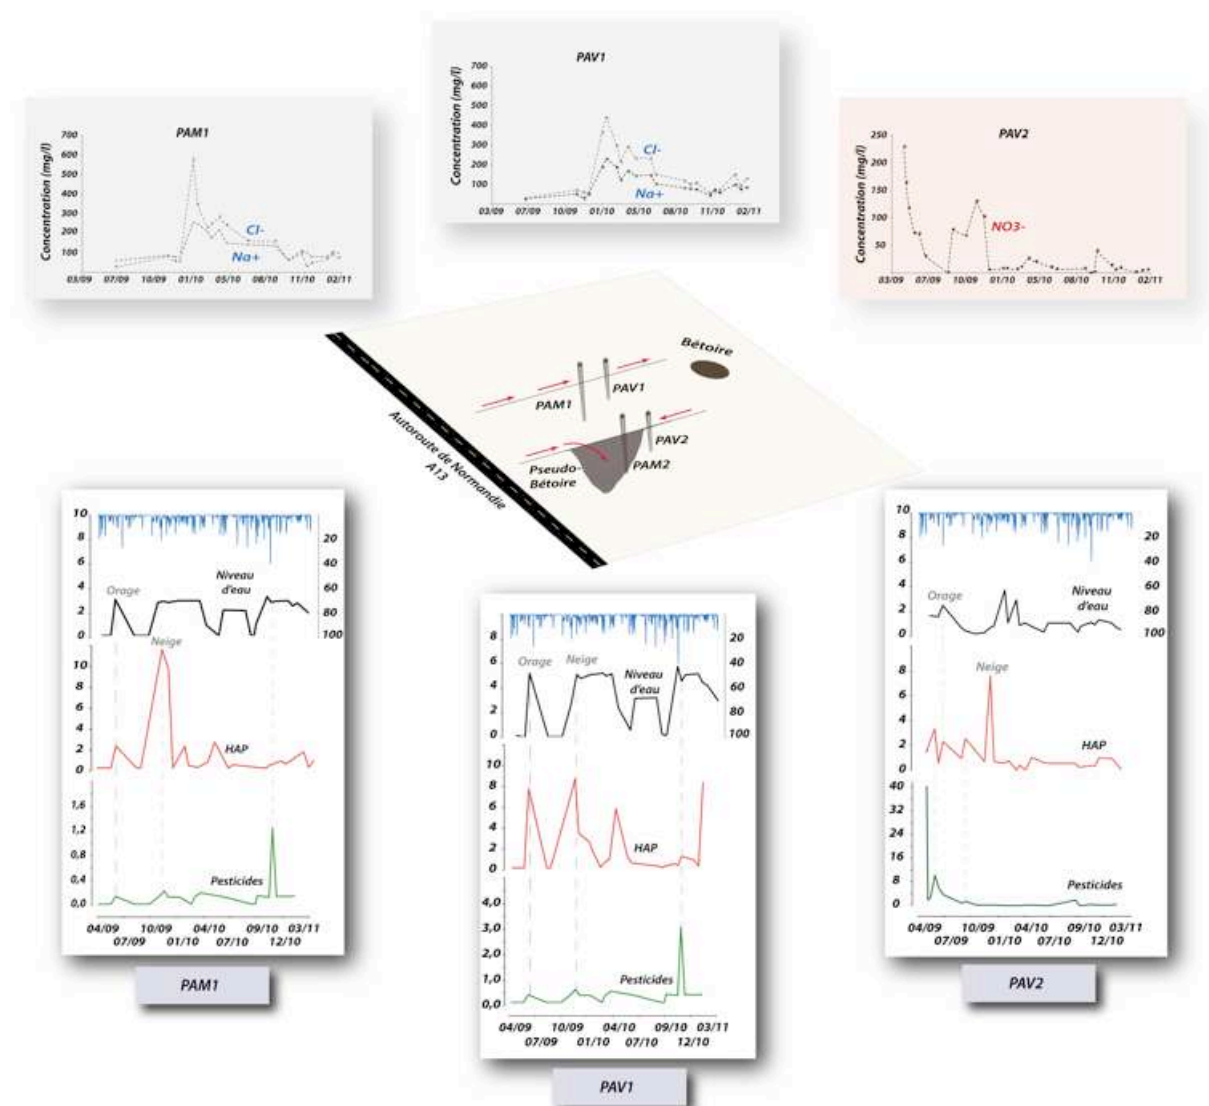 PAM1
Concentration (mg/l)
700
600
500
400
300
200
100
Cl-
Na+
03/09 07/09 10/09 01/10 05/10 08/10 11/10 02/11
PAV1
Concentration (mg/l)
700
600
500
400
300
200
100
Cl-
Na+
03/09 07/09 10/09 01/10 05/10 08/10 11/10 02/11
PAV2
Concentration (mg/l)
250
200
150
100
50
NO3-
03/09 07/09 10/09 01/10 05/10 08/10 11/10 02/11
Bétoire
PAV1
PAM1
PAV2
PAM2
Pseudo-
Bétoire
Autoroute de Normandie
A13
10
8
6
4
2
0
20
40
60
80
100
Orage
Niveau
d'eau
Neige
10
8
6
4
2
0
HAP
1,6
1,2
0,8
0,4
0,0
Pesticides
04/09 10/09 04/10 09/10 03/11
07/09 01/10 07/10 12/10
PAM1
8
6
4
2
0
20
40
60
80
100
Orage
Neige
Niveau
d'eau
10
8
6
4
2
0
HAP
4,0
3,0
2,0
1,0
0,0
Pesticides
04/09 10/09 04/10 09/10 03/11
07/09 01/10 07/10 12/10
PAV1
10
8
6
4
2
0
20
40
60
80
100
Orage
Niveau
d'eau
8
6
4
2
0
Neige
HAP
40
32
24
16
8
0
Pesticides
04/09 10/09 04/10 09/10 03/11
07/09 01/10 07/10 12/10
PAV2